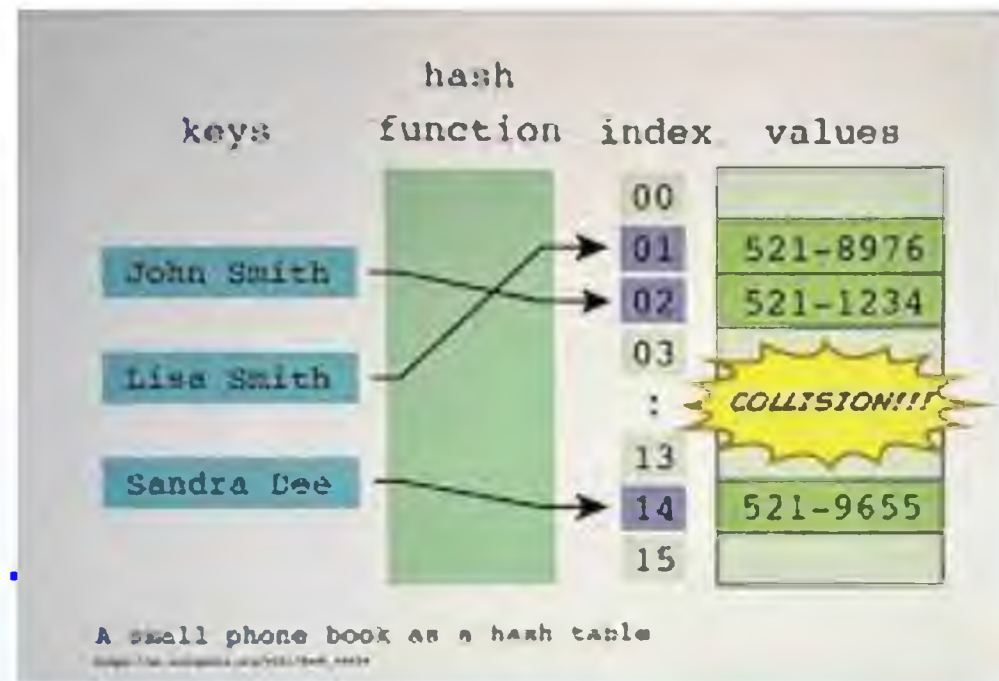 hash
keys function index values
00
John Smith 01 521-8976
02 521-1234
Lisa Smith 03
: COLLISION!!!
13
Sandra Dee 14 521-9655
15
A small phone book as a hash table